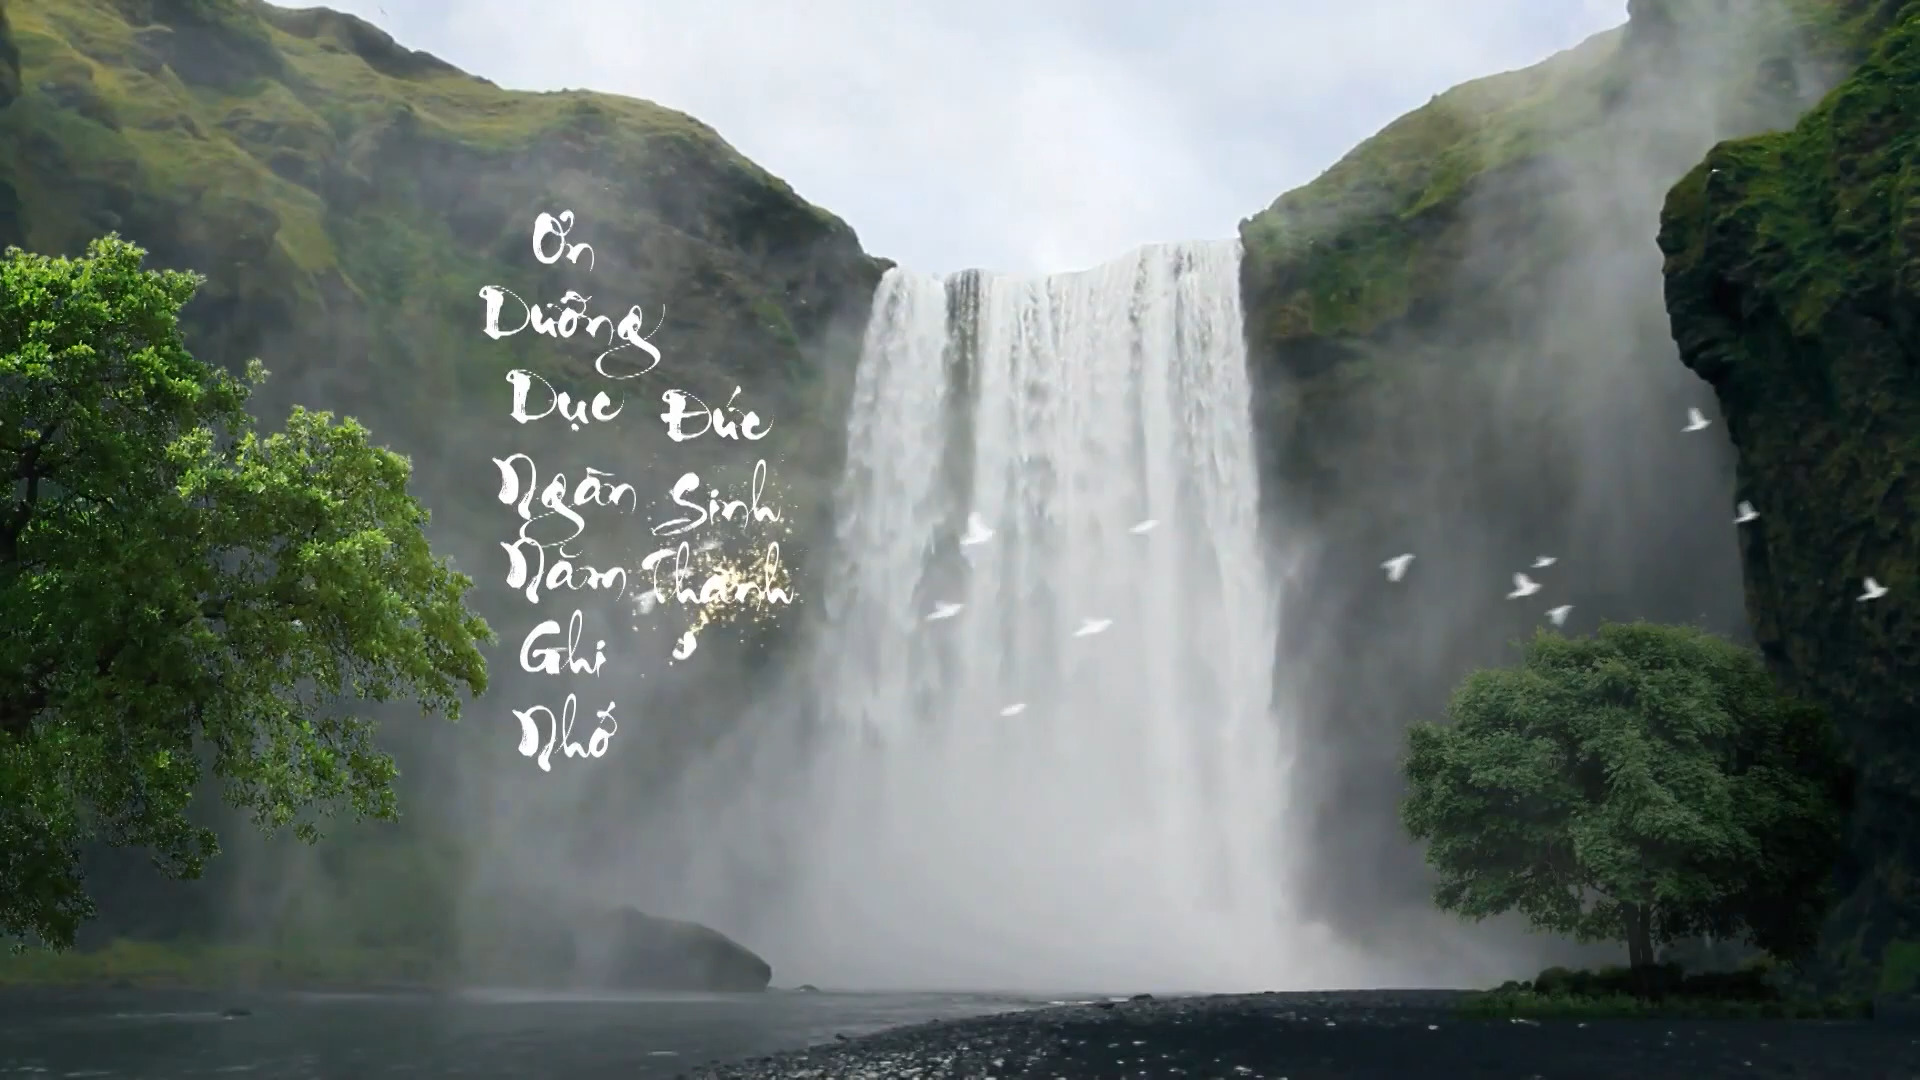 Ơn
Dưỡng
Dục
Ngàn
Năm
Ghi
Nhớ
Đức
Sinh
Thành